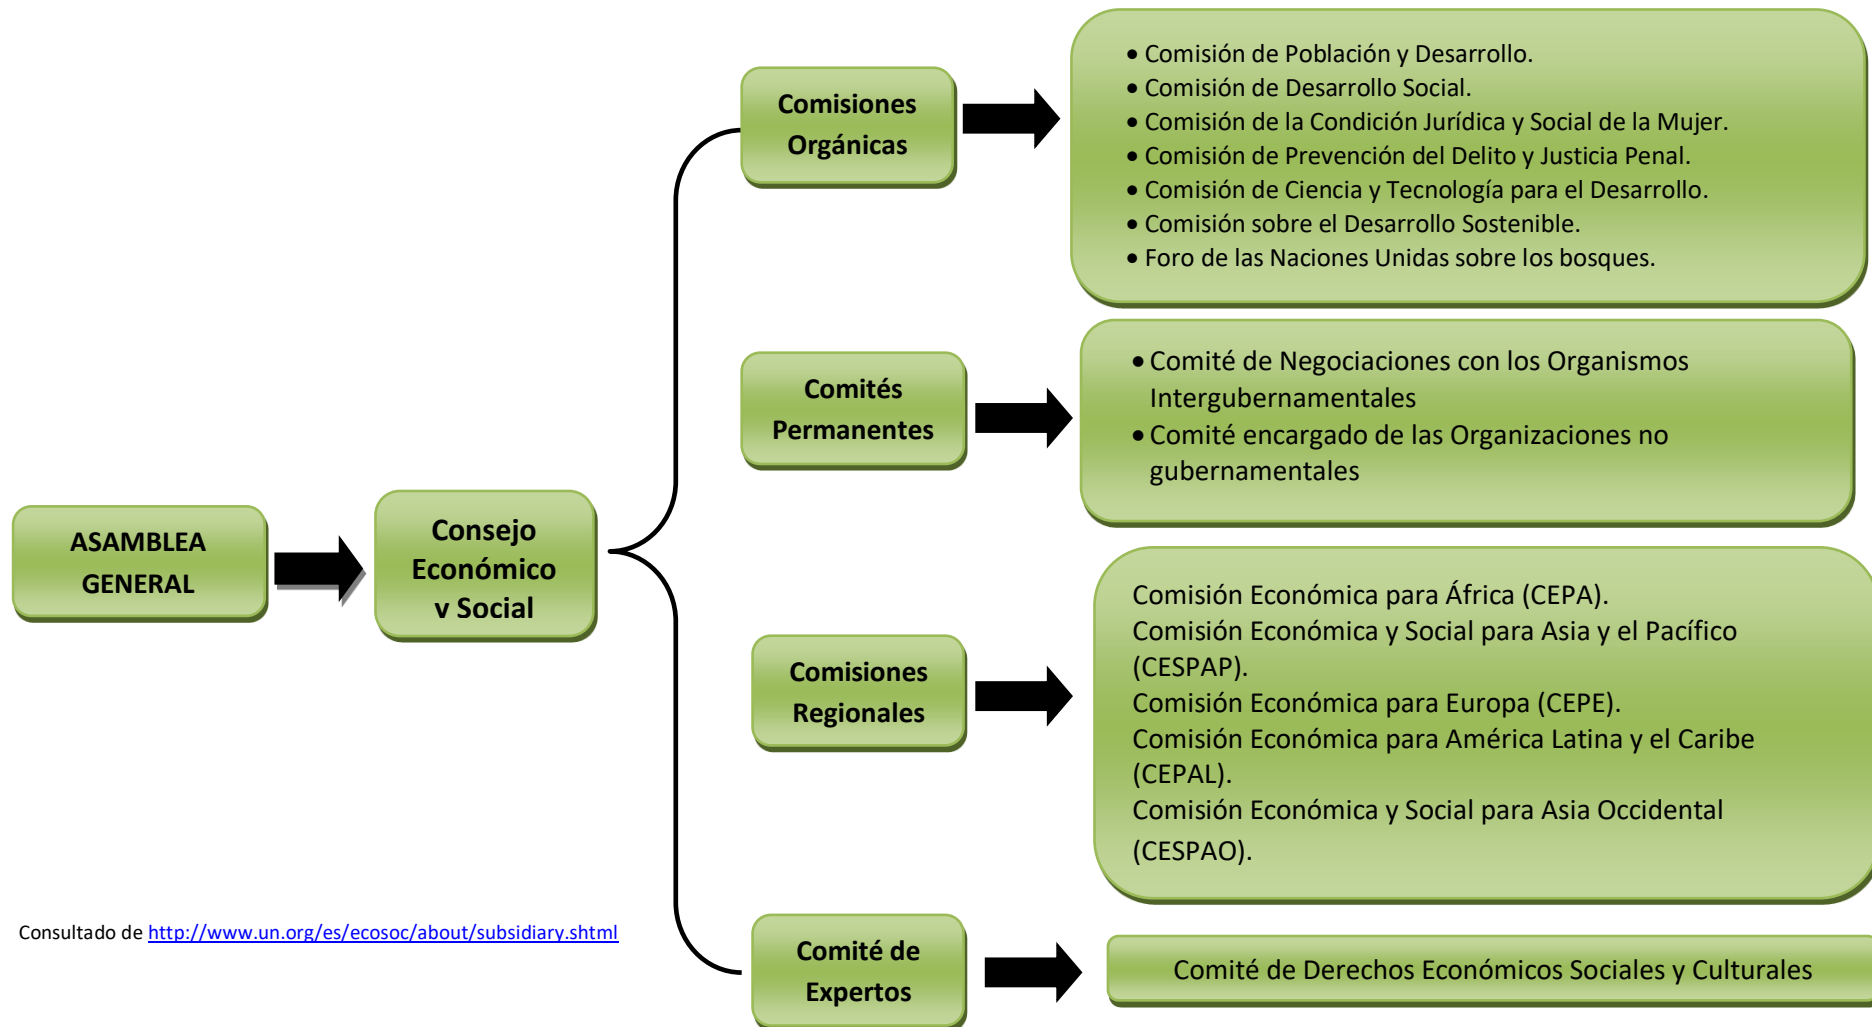 ASAMBLEA
GENERAL
Consejo
Económico
v Social
Comisiones
Orgánicas
• Comisión de Población y Desarrollo.
• Comisión de Desarrollo Social.
• Comisión de la Condición Jurídica y Social de la Mujer.
• Comisión de Prevención del Delito y Justicia Penal.
• Comisión de Ciencia y Tecnología para el Desarrollo.
• Comisión sobre el Desarrollo Sostenible.
• Foro de las Naciones Unidas sobre los bosques.
Comités
Permanentes
• Comité de Negociaciones con los Organismos
Intergubernamentales
• Comité encargado de las Organizaciones no
gubernamentales
Comisiones
Regionales
Comisión Económica para África (CEPA).
Comisión Económica y Social para Asia y el Pacífico
(CESPAP).
Comisión Económica para Europa (CEPE).
Comisión Económica para América Latina y el Caribe
(CEPAL).
Comisión Económica y Social para Asia Occidental
(CESPAO).
Comité de
Expertos
Comité de Derechos Económicos Sociales y Culturales
Consultado de http://www.un.org/es/ecosoc/about/subsidiary.shtml